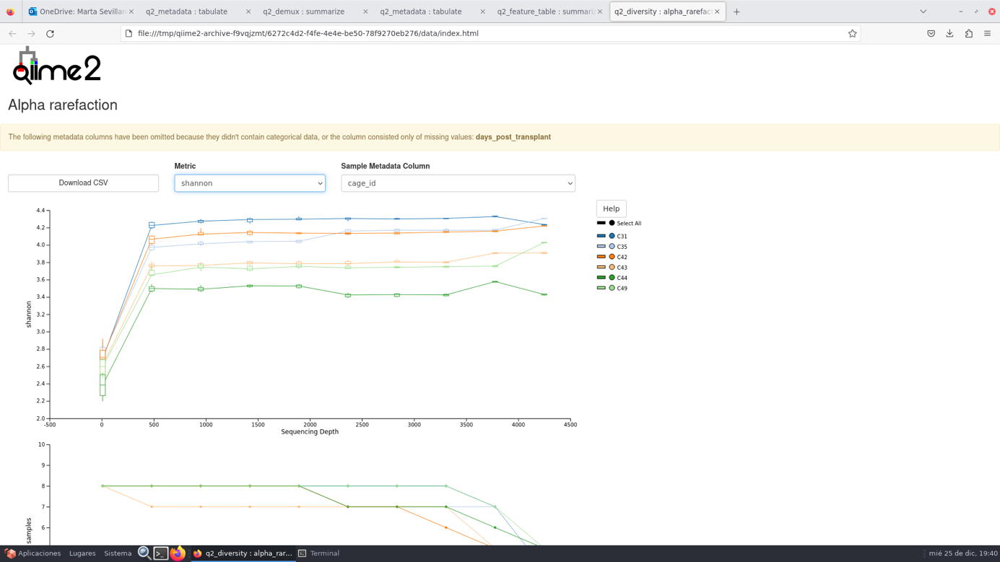 OneDrive: Marta Sevillan
q2_metadata : tabulate
q2_demux : summarize
q2_metadata : tabulate
q2_feature_table : summariz
q2_diversity : alpha_rarefact
file:///tmp/qiime2-archive-f9vqjzmt/6272c4d2-f4fe-4e4e-be50-78f9270eb276/data/index.html
qiime2
Alpha rarefaction
The following metadata columns have been omitted because they didn't contain categorical data, or the column consisted only of missing values: days_post_transplant
Metric
Sample Metadata Column
Download CSV
shannon
cage_id
Help
Select All
C31
C35
C42
C43
C44
C49
4.4
4.2
4.0
3.8
3.6
3.4
3.2
3.0
2.8
2.6
2.4
2.2
2.0
shannon
-500 0 500 1000 1500 2000 2500 3000 3500 4000 4500
Sequencing Depth
10
9
8
7
6
samples
Aplicaciones Lugares Sistema q2_diversity : alpha_rar... Terminal mié 25 de dic, 19:40